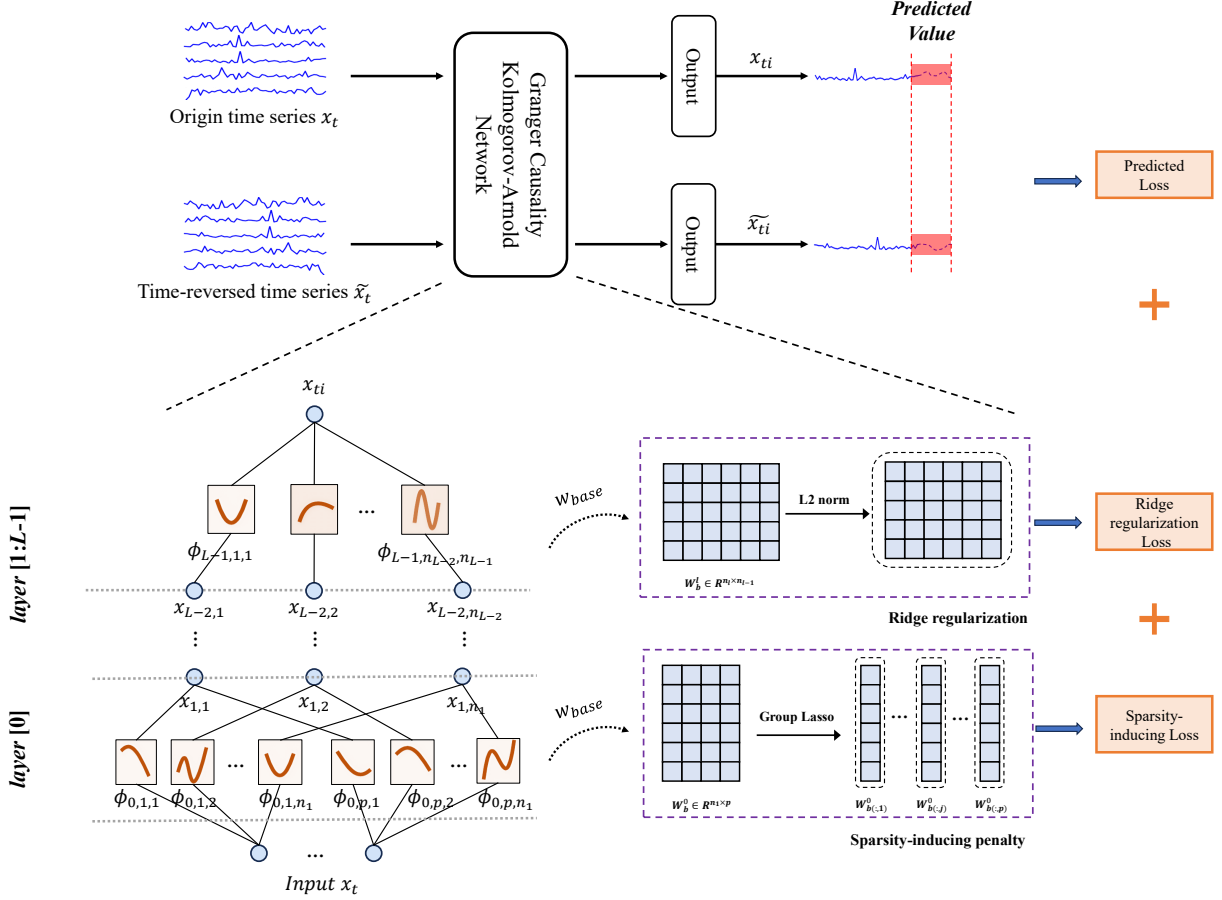 Predicted
Value
Origin time series x_t
Granger Causality
Kolmogorov-Arnold
Network
Output
x_{ti}
Predicted
Loss
Time-reversed time series \widetilde{x}_t
Output
\widetilde{x_{ti}}
+
x_{ti}
layer [1:L-1]
ϕ_{L−1,1,1}
...
ϕ_{L−1,n_{L−2},n_{L−1}}
x_{L−2,1}
x_{L−2,2}
x_{L−2,n_{L−2}}
⋮
⋮
⋮
w_{base}
L2 norm
W_b^l ∈ R^{n_l×n_{l−1}}
Ridge regularization
Ridge
regularization
Loss
+
layer [0]
x_{1,1}
x_{1,2}
x_{1,n_1}
...
...
ϕ_{0,1,1}
ϕ_{0,1,2}
ϕ_{0,1,n_1}
ϕ_{0,p,1}
ϕ_{0,p,2}
ϕ_{0,p,n_1}
...
Input x_t
w_{base}
Group Lasso
...
...
W_b^0 ∈ R^{n_1×p}
W_{b(:,1)}^0
W_{b(:,j)}^0
W_{b(:,p)}^0
Sparsity-inducing penalty
Sparsity-
inducing Loss